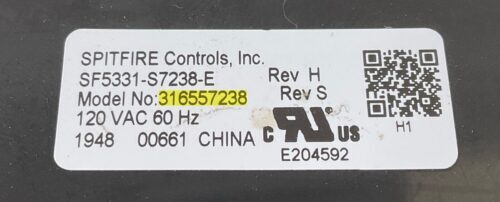 SPITFIRE Controls, Inc.
SF5331-S7238-E Rev H
Model No:316557238 Rev S
120 VAC 60 Hz
1948 00661 CHINA C UR US
H1
E204592